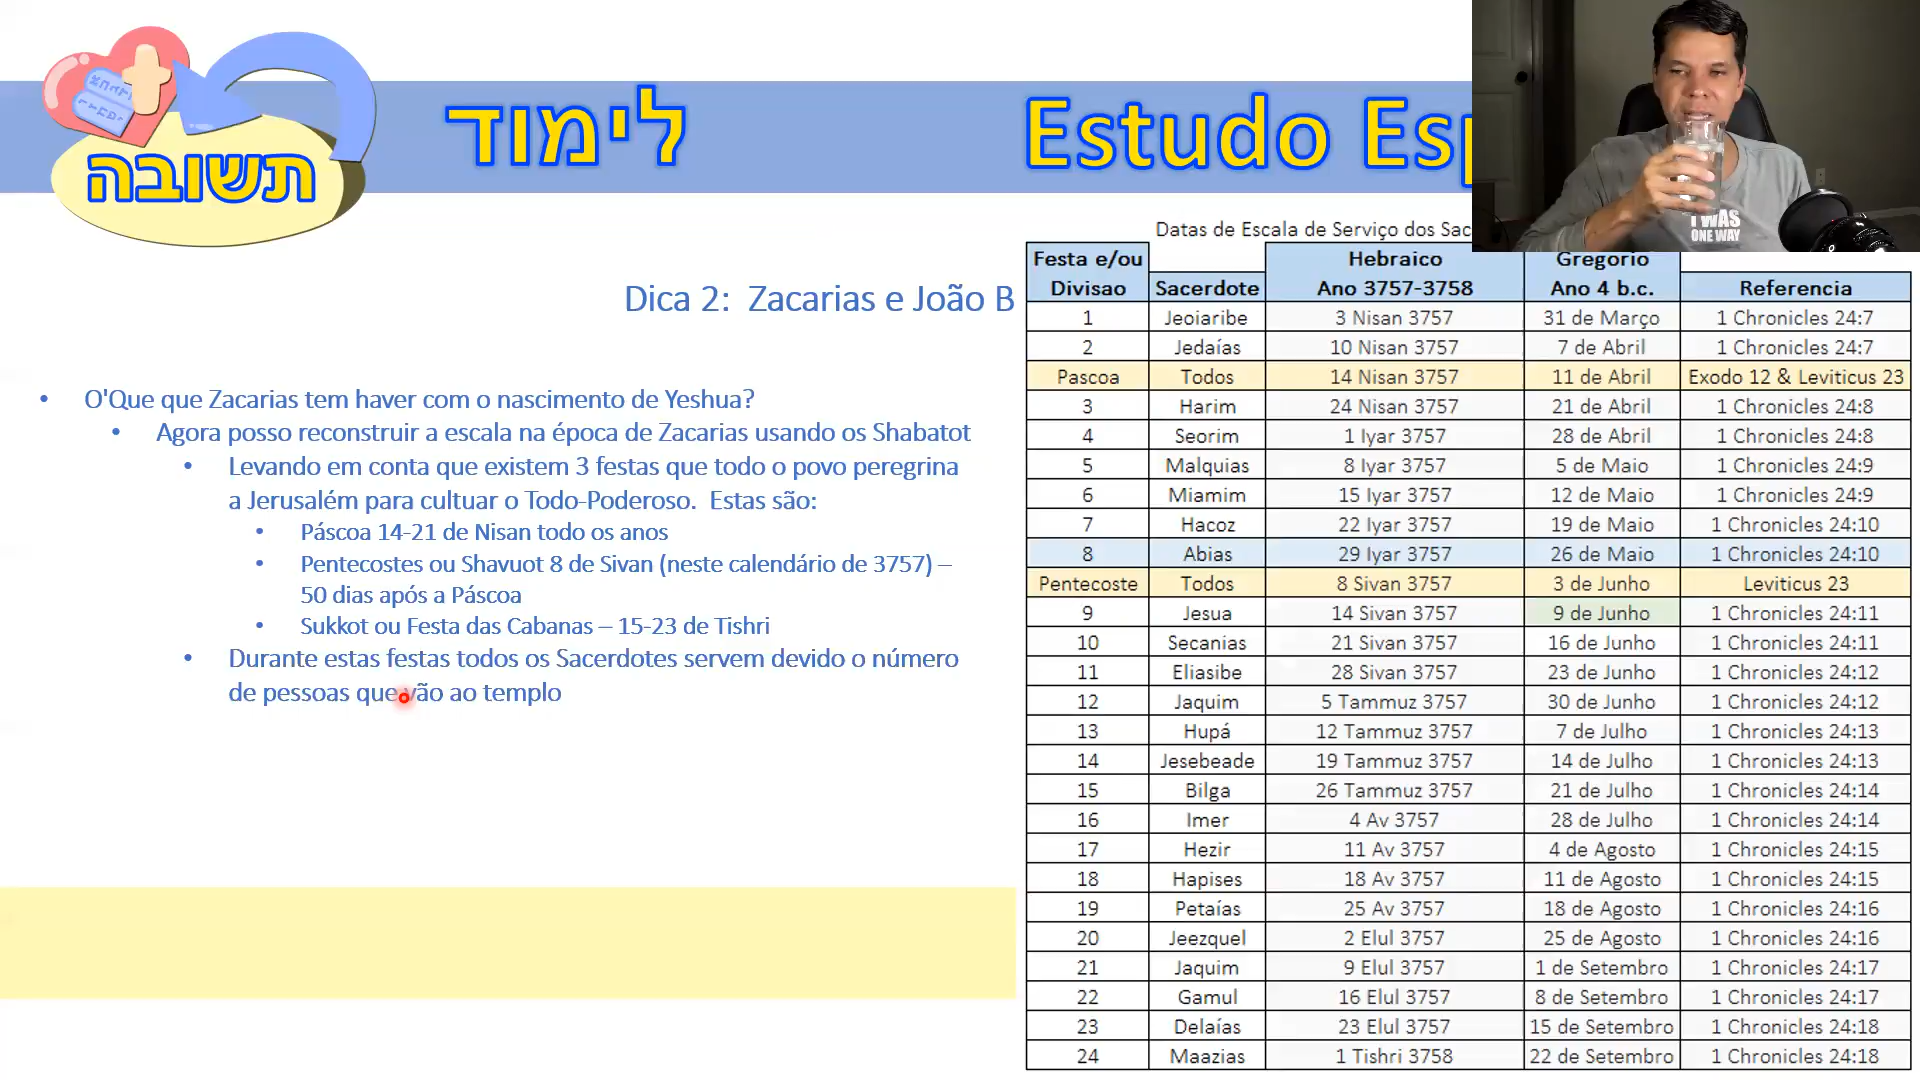 תשובה
לימוד
Estudo Esp
Dica 2: Zacarias e João B
• O'Que que Zacarias tem haver com o nascimento de Yeshua?
• Agora posso reconstruir a escala na época de Zacarias usando os Shabatot
• Levando em conta que existem 3 festas que todo o povo peregrina
a Jerusalém para cultuar o Todo-Poderoso. Estas são:
• Páscoa 14-21 de Nisan todo os anos
• Pentecostes ou Shavuot 8 de Sivan (neste calendário de 3757) –
50 dias após a Páscoa
• Sukkot ou Festa das Cabanas – 15-23 de Tishri
• Durante estas festas todos os Sacerdotes servem devido o número
de pessoas que vão ao templo
I WAS
ONE WAY
Datas de Escala de Serviço dos Sac
Festa e/ou Divisao Sacerdote Hebraico Ano 3757-3758 Gregorio Ano 4 b.c. Referencia
1 Jeoiaribe 3 Nisan 3757 31 de Março 1 Chronicles 24:7
2 Jedaías 10 Nisan 3757 7 de Abril 1 Chronicles 24:7
Pascoa Todos 14 Nisan 3757 11 de Abril Exodo 12 & Leviticus 23
3 Harim 24 Nisan 3757 21 de Abril 1 Chronicles 24:8
4 Seorim 1 Iyar 3757 28 de Abril 1 Chronicles 24:8
5 Malquias 8 Iyar 3757 5 de Maio 1 Chronicles 24:9
6 Miamim 15 Iyar 3757 12 de Maio 1 Chronicles 24:9
7 Hacoz 22 Iyar 3757 19 de Maio 1 Chronicles 24:10
8 Abias 29 Iyar 3757 26 de Maio 1 Chronicles 24:10
Pentecoste Todos 8 Sivan 3757 3 de Junho Leviticus 23
9 Jesua 14 Sivan 3757 9 de Junho 1 Chronicles 24:11
10 Secanias 21 Sivan 3757 16 de Junho 1 Chronicles 24:11
11 Eliasibe 28 Sivan 3757 23 de Junho 1 Chronicles 24:12
12 Jaquim 5 Tammuz 3757 30 de Junho 1 Chronicles 24:12
13 Hupá 12 Tammuz 3757 7 de Julho 1 Chronicles 24:13
14 Jesebeade 19 Tammuz 3757 14 de Julho 1 Chronicles 24:13
15 Bilga 26 Tammuz 3757 21 de Julho 1 Chronicles 24:14
16 Imer 4 Av 3757 28 de Julho 1 Chronicles 24:14
17 Hezir 11 Av 3757 4 de Agosto 1 Chronicles 24:15
18 Hapises 18 Av 3757 11 de Agosto 1 Chronicles 24:15
19 Petaías 25 Av 3757 18 de Agosto 1 Chronicles 24:16
20 Jeezquel 2 Elul 3757 25 de Agosto 1 Chronicles 24:16
21 Jaquim 9 Elul 3757 1 de Setembro 1 Chronicles 24:17
22 Gamul 16 Elul 3757 8 de Setembro 1 Chronicles 24:17
23 Delaías 23 Elul 3757 15 de Setembro 1 Chronicles 24:18
24 Maazias 1 Tishri 3758 22 de Setembro 1 Chronicles 24:18